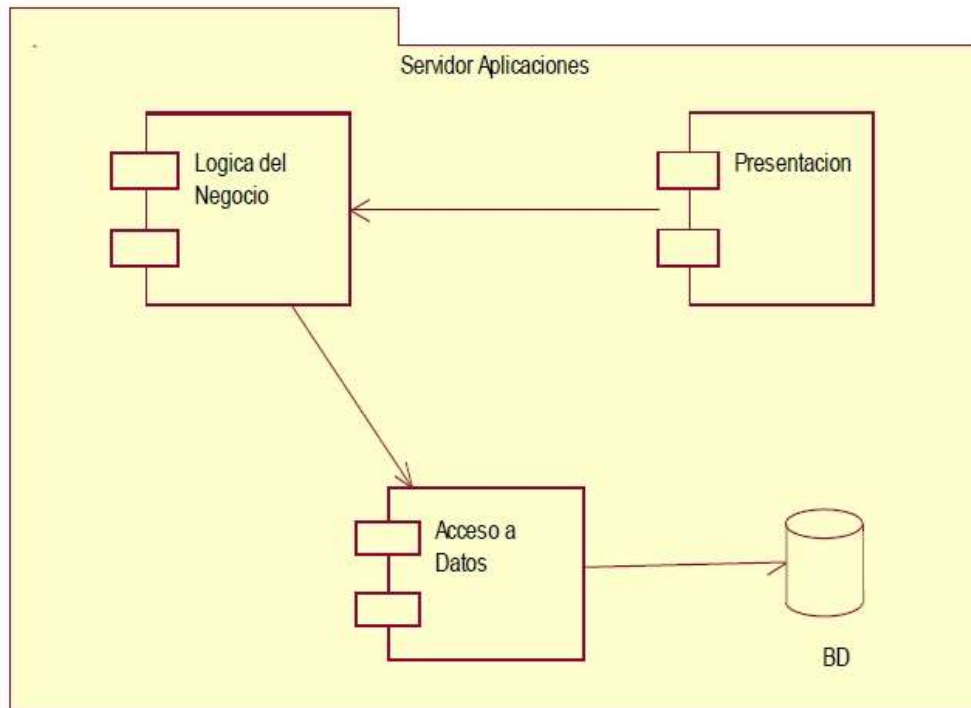 Servidor Aplicaciones
Logica del
Negocio
Presentacion
Acceso a
Datos
BD